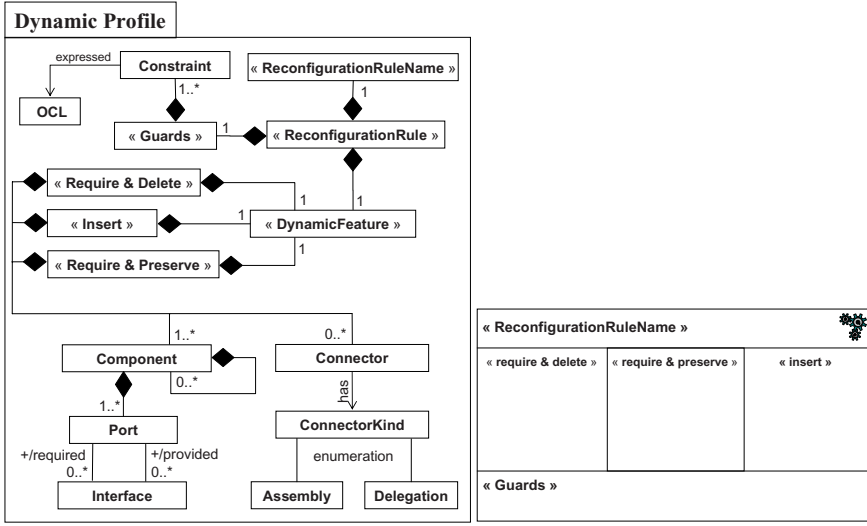 Dynamic Profile
expressed
Constraint
« ReconfigurationRuleName »
1..*
1
OCL
« Guards »
1
« ReconfigurationRule »
« Require & Delete »
1
1
« Insert »
1
« DynamicFeature »
1
« Require & Preserve »
1..*
0..*
Component
Connector
0..*
has
1..*
Port
ConnectorKind
+/required
+/provided
enumeration
0..*
0..*
Interface
Assembly
Delegation
« ReconfigurationRuleName »
« require & delete »
« require & preserve »
« insert »
« Guards »